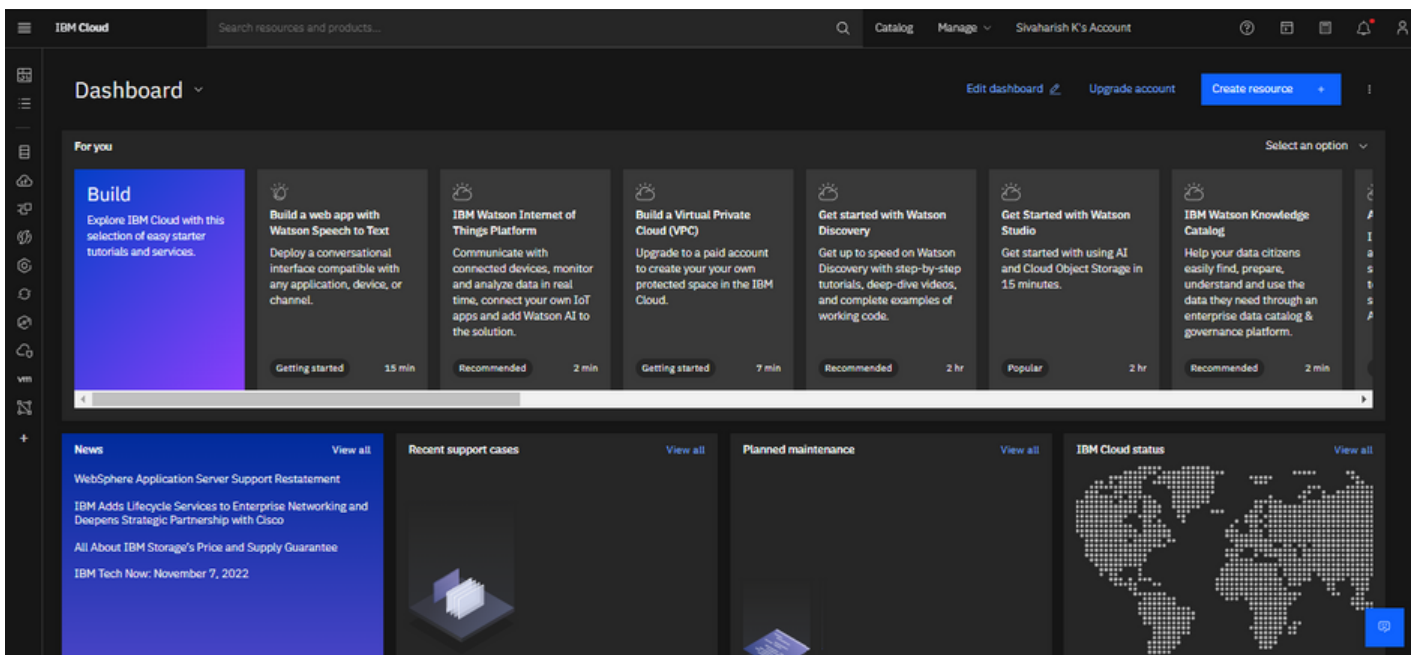 IBM Cloud
Search resources and products...
Catalog
Manage
Sivaharish K's Account
Dashboard
Edit dashboard
Upgrade account
Create resource +
For you
Select an option
Build
Explore IBM Cloud with this
selection of easy starter
tutorials and services.
Build a web app with
Watson Speech to Text
Deploy a conversational
interface compatible with
any application, device, or
channel.
Getting started
15 min
IBM Watson Internet of
Things Platform
Communicate with
connected devices, monitor
and analyze data in real
time, connect your own IoT
apps and add Watson AI to
the solution.
Recommended
2 min
Build a Virtual Private
Cloud (VPC)
Upgrade to a paid account
to create your your own
protected space in the IBM
Cloud.
Getting started
7 min
Get started with Watson
Discovery
Get up to speed on Watson
Discovery with step-by-step
tutorials, deep-dive videos,
and complete examples of
working code.
Recommended
2 hr
Get Started with Watson
Studio
Get started with using AI
and Cloud Object Storage in
15 minutes.
Popular
2 hr
IBM Watson Knowledge
Catalog
Help your data citizens
easily find, prepare,
understand and use the
data they need through an
enterprise data catalog &
governance platform.
Recommended
2 min
vm
+
News
View all
WebSphere Application Server Support Restatement
IBM Adds Lifecycle Services to Enterprise Networking and
Deepens Strategic Partnership with Cisco
All About IBM Storage's Price and Supply Guarantee
IBM Tech Now: November 7, 2022
Recent support cases
View all
Planned maintenance
View all
IBM Cloud status
View all